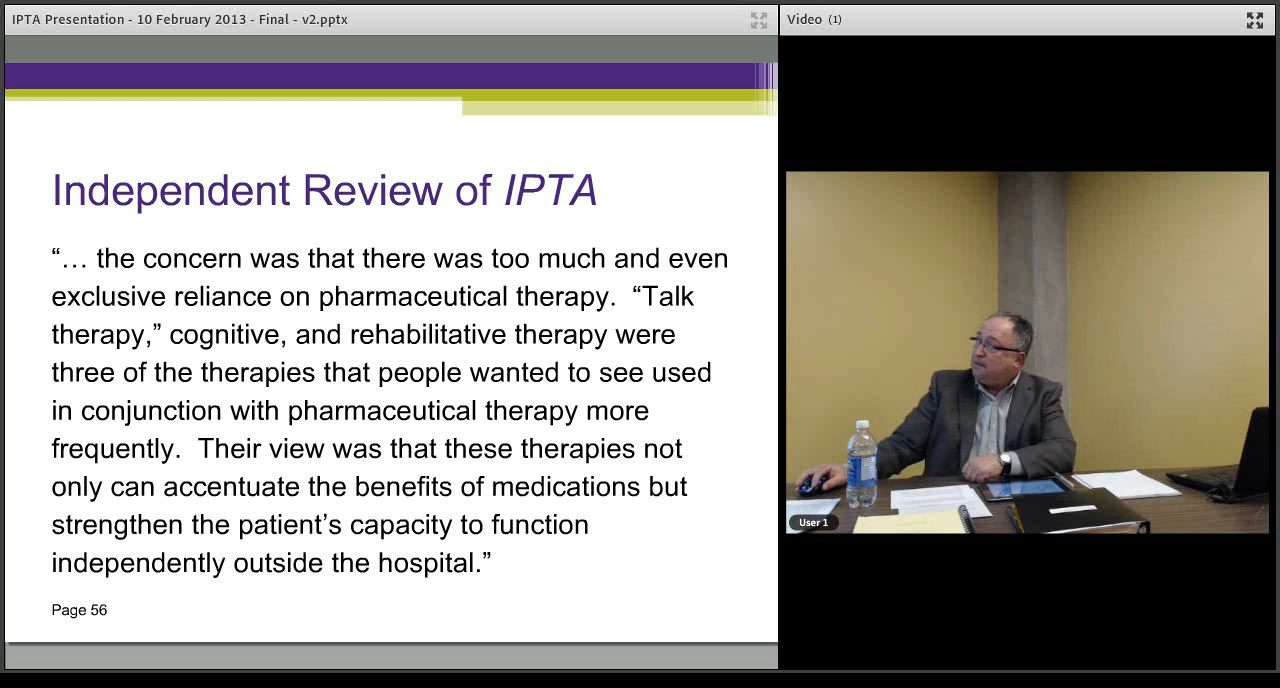 IPTA Presentation - 10 February 2013 - Final - v2.pptx
Video (1)
Independent Review of IPTA
“… the concern was that there was too much and even
exclusive reliance on pharmaceutical therapy.  “Talk
therapy,” cognitive, and rehabilitative therapy were
three of the therapies that people wanted to see used
in conjunction with pharmaceutical therapy more
frequently.  Their view was that these therapies not
only can accentuate the benefits of medications but
strengthen the patient’s capacity to function
independently outside the hospital.”
Page 56
User 1